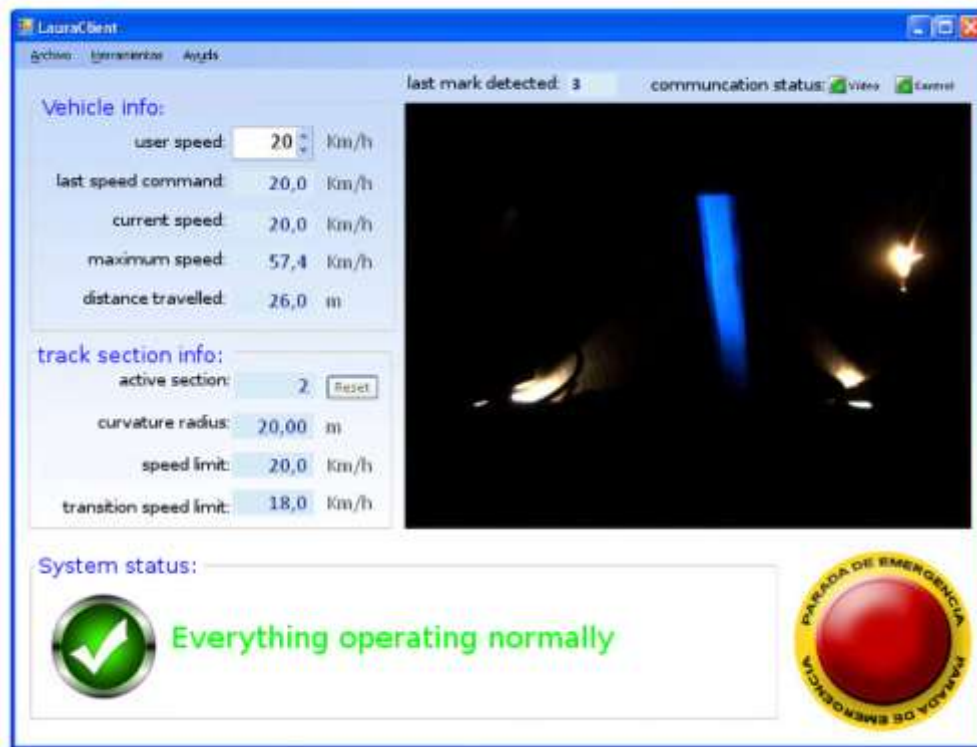 LauraClient
Archivo Herramientas Ayuda
last mark detected: 3 communcation status: Video Control
Vehicle info:
user speed: 20 Km/h
last speed command: 20,0 Km/h
current speed: 20,0 Km/h
maximum speed: 57,4 Km/h
distance travelled: 26,0 m
track section info:
active section: 2 Reset
curvature radius: 20,00 m
speed limit: 20,0 Km/h
transition speed limit: 18,0 Km/h
System status:
Everything operating normally
PARADA DE EMERGENCIA
PARADA DE EMERGENCIA